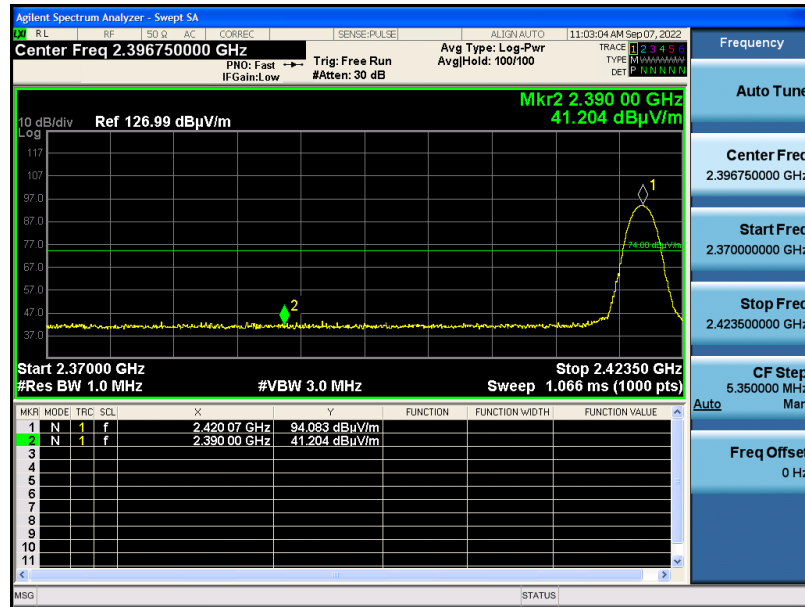 Agilent Spectrum Analyzer - Swept SA
LXI RL RF 50 Ω AC CORREC SENSE:PULSE ALIGN AUTO 11:03:04 AM Sep 07, 2022
Center Freq 2.396750000 GHz
PNO: Fast
IFGain:Low
Trig: Free Run
#Atten: 30 dB
Avg Type: Log-Pwr
Avg|Hold: 100/100
TRACE 1 2 3 4 5 6
TYPE M
DET P N N N N N
Mkr2 2.390 00 GHz
41.204 dBµV/m
10 dB/div Ref 126.99 dBµV/m
Log
117
107
97.0
87.0
77.0
67.0
57.0
47.0
37.0
1
74.00 dBµV/m
2
Start 2.37000 GHz Stop 2.42350 GHz
#Res BW 1.0 MHz #VBW 3.0 MHz Sweep 1.066 ms (1000 pts)
MKR MODE TRC SCL X Y FUNCTION FUNCTION WIDTH FUNCTION VALUE
1 N 1 f 2.420 07 GHz 94.083 dBµV/m
2 N 1 f 2.390 00 GHz 41.204 dBµV/m
3
4
5
6
7
8
9
10
11
MSG STATUS
Frequency
Auto Tune
Center Freq
2.396750000 GHz
Start Freq
2.370000000 GHz
Stop Freq
2.423500000 GHz
CF Step
5.350000 MHz
Auto Man
Freq Offset
0 Hz